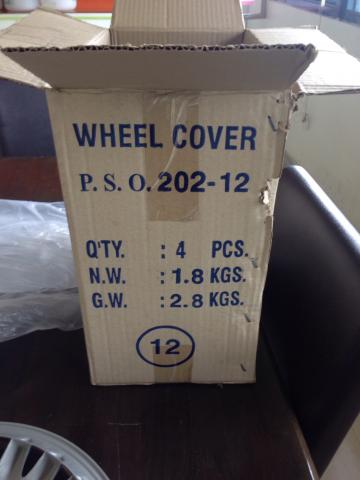 WHEEL COVER
P. S. O. 202-12
Q'TY. : 4 PCS.
N.W. : 1.8 KGS.
G.W. : 2.8 KGS.
12